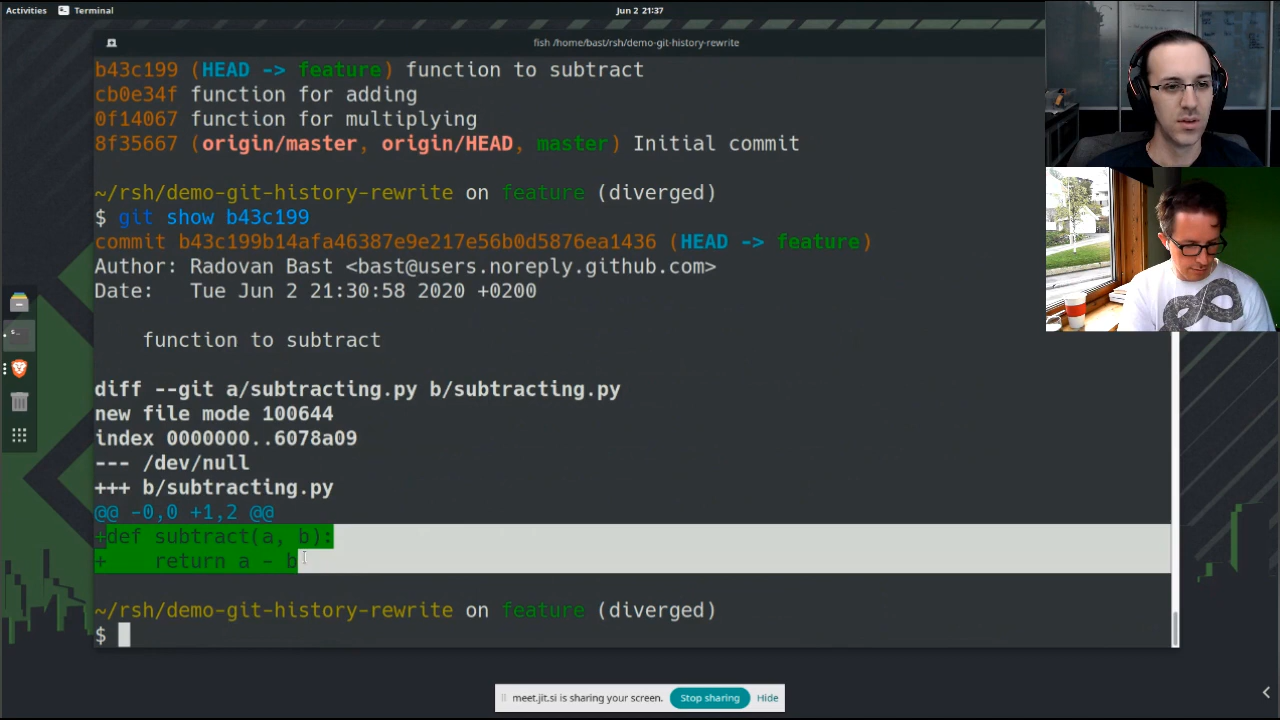 Activities Terminal Jun 2 21:37
fish /home/bast/rsh/demo-git-history-rewrite
b43c199 (HEAD -> feature) function to subtract
cb0e34f function for adding
0f14067 function for multiplying
8f35667 (origin/master, origin/HEAD, master) Initial commit
~/rsh/demo-git-history-rewrite on feature (diverged)
$ git show b43c199
commit b43c199b14afa46387e9e217e56b0d5876ea1436 (HEAD -> feature)
Author: Radovan Bast <bast@users.noreply.github.com>
Date:   Tue Jun 2 21:30:58 2020 +0200
    function to subtract
diff --git a/subtracting.py b/subtracting.py
new file mode 100644
index 0000000..6078a09
--- /dev/null
+++ b/subtracting.py
@@ -0,0 +1,2 @@
+def subtract(a, b):
+    return a - b
~/rsh/demo-git-history-rewrite on feature (diverged)
$
meet.jit.si is sharing your screen. Stop sharing Hide